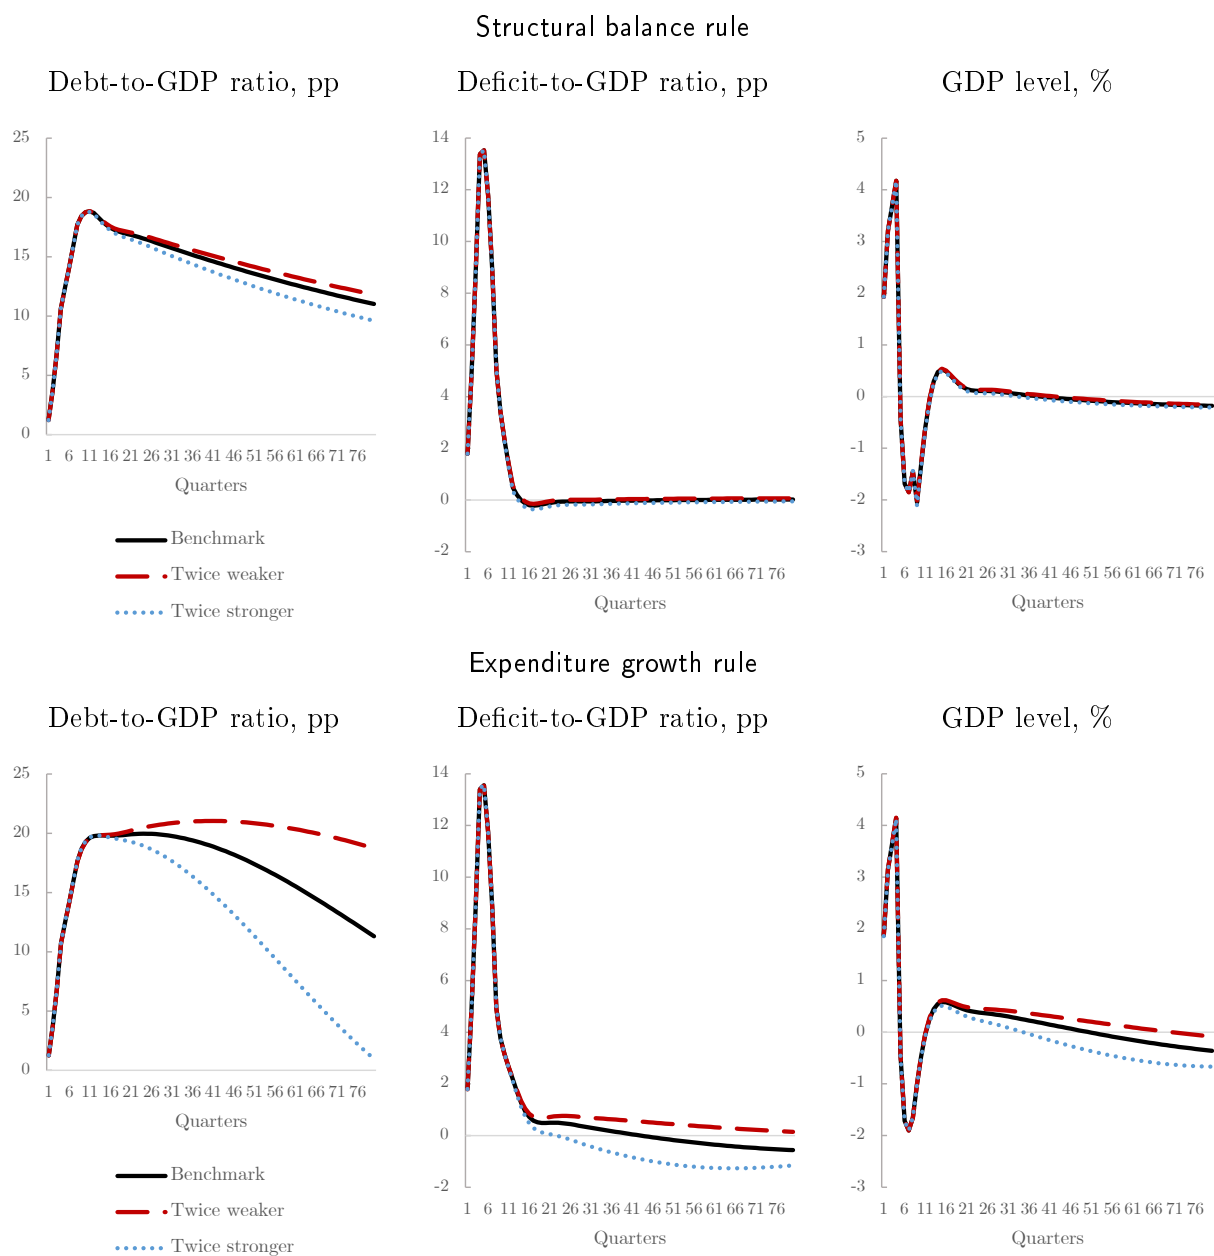 Structural balance rule
Debt-to-GDP ratio, pp
Deficit-to-GDP ratio, pp
GDP level, %
25
20
15
10
5
0
1 6 11 16 21 26 31 36 41 46 51 56 61 66 71 76
Quarters
Benchmark
Twice weaker
Twice stronger
14
12
10
8
6
4
2
0
-2
1 6 11 16 21 26 31 36 41 46 51 56 61 66 71 76
Quarters
5
4
3
2
1
0
-1
-2
-3
1 6 11 16 21 26 31 36 41 46 51 56 61 66 71 76
Quarters
Expenditure growth rule
Debt-to-GDP ratio, pp
Deficit-to-GDP ratio, pp
GDP level, %
25
20
15
10
5
0
1 6 11 16 21 26 31 36 41 46 51 56 61 66 71 76
Quarters
Benchmark
Twice weaker
Twice stronger
14
12
10
8
6
4
2
0
-2
1 6 11 16 21 26 31 36 41 46 51 56 61 66 71 76
Quarters
5
4
3
2
1
0
-1
-2
-3
1 6 11 16 21 26 31 36 41 46 51 56 61 66 71 76
Quarters